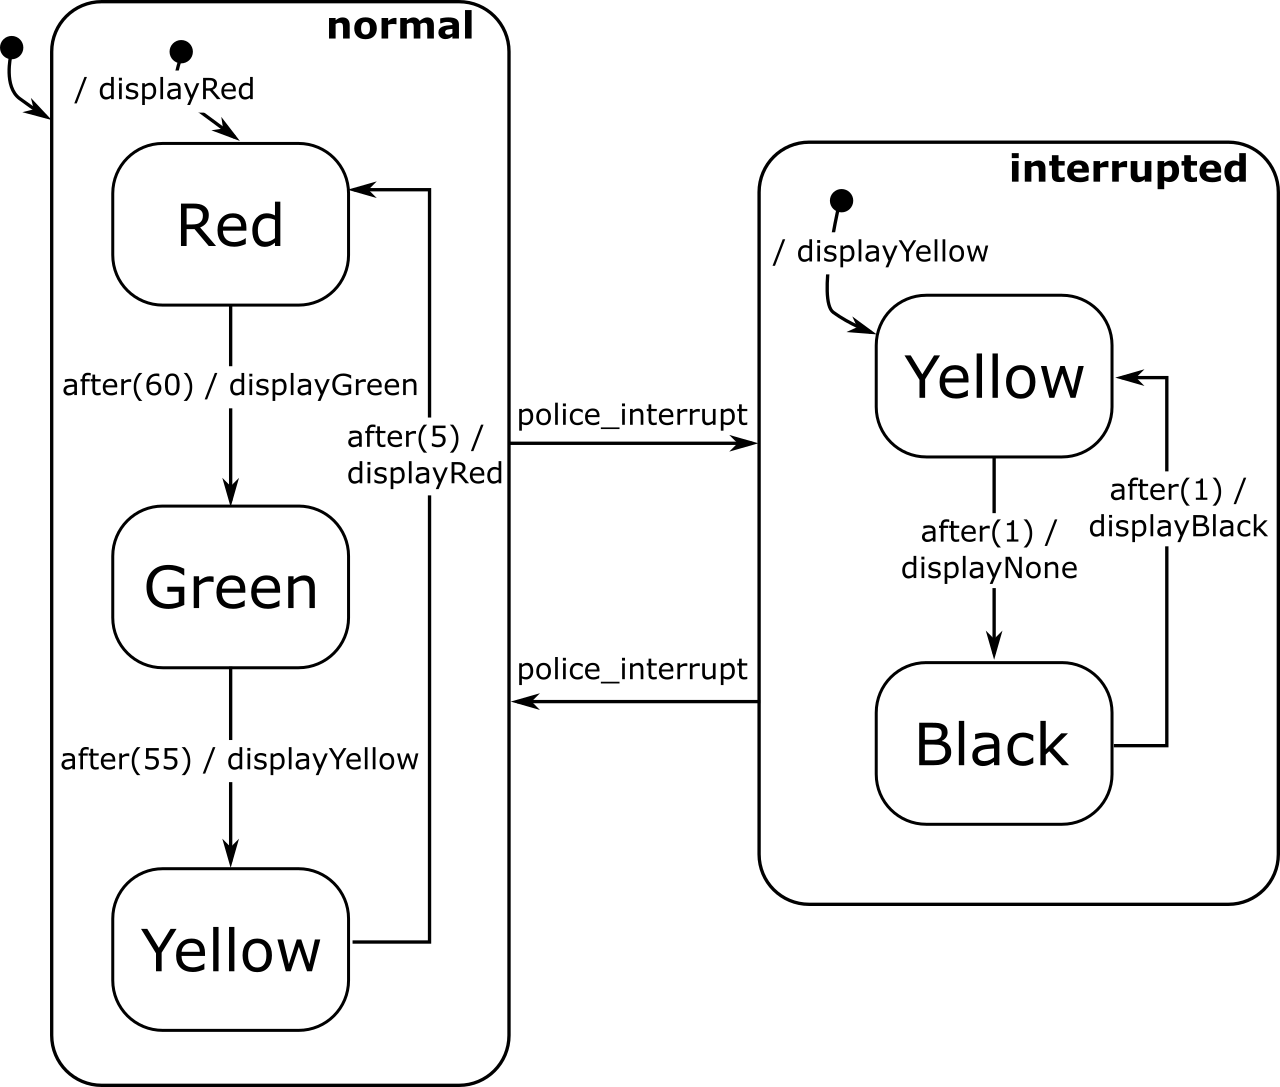 normal
/ displayRed
Red
after(60) / displayGreen
after(5) /
displayRed
Green
after(55) / displayYellow
Yellow
police_interrupt
police_interrupt
interrupted
/ displayYellow
Yellow
after(1) /
displayNone
after(1) /
displayBlack
Black